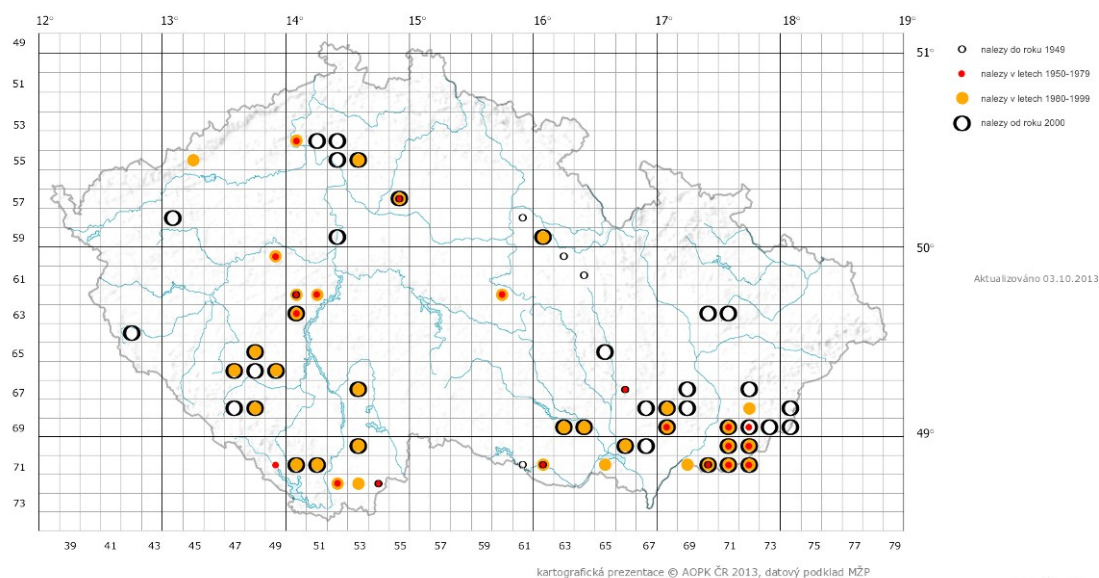 12° 13° 14° 15° 16° 17° 18° 19°
49 51°
nalezy do roku 1949
51
nalezy v letech 1950-1979
nalezy v letech 1980-1999
53
nalezy od roku 2000
55
57
59 50°
61
Aktualizováno 03.10.2013
63
65
67
69 49°
71
73
39 41 43 45 47 49 51 53 55 57 59 61 63 65 67 69 71 73 75 77 79
kartografická prezentace © AOPK ČR 2013, datový podklad MŽP